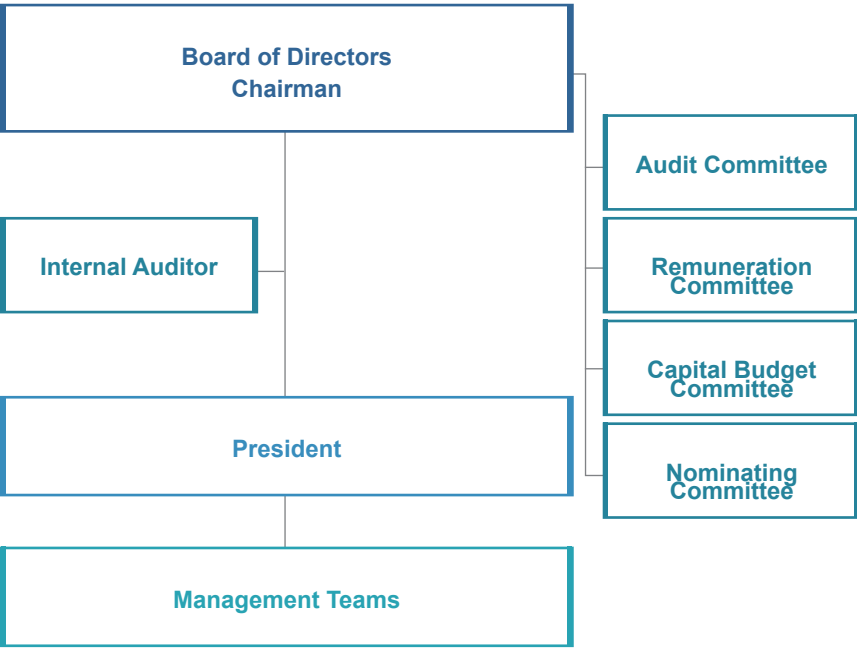 Board of Directors
Chairman
Audit Committee
Internal Auditor
Remuneration
Committee
Capital Budget
Committee
President
Nominating
Committee
Management Teams